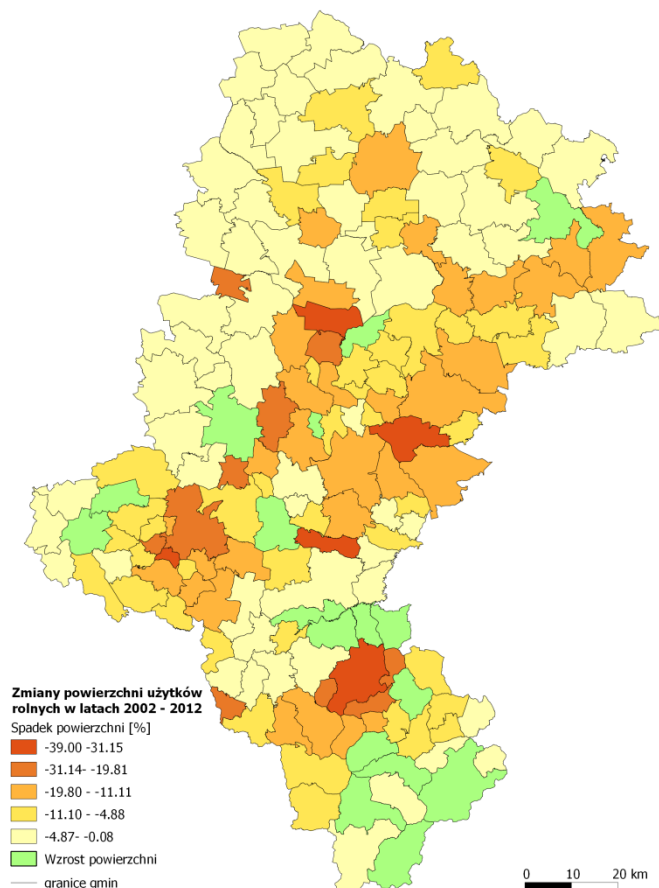 Zmiany powierzchni użytków
rolnych w latach 2002 - 2012
Spadek powierzchni [%]
-39.00 -31.15
-31.14- -19.81
-19.80 - -11.11
-11.10 - -4.88
-4.87- -0.08
Wzrost powierzchni
granice gmin
0 10 20 km